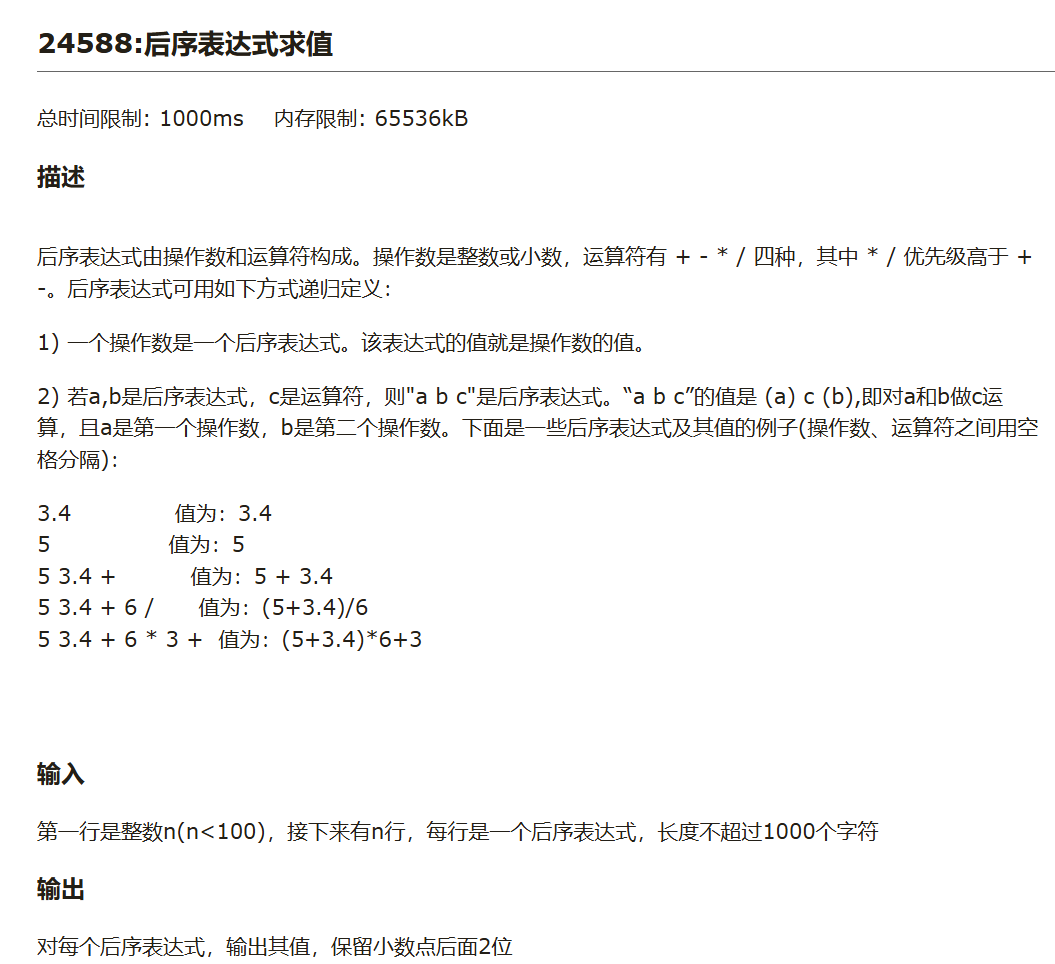 24588:后序表达式求值
总时间限制: 1000ms 内存限制: 65536kB
描述
后序表达式由操作数和运算符构成。操作数是整数或小数，运算符有 + - * / 四种，其中 * / 优先级高于 +
-。后序表达式可用如下方式递归定义：
1) 一个操作数是一个后序表达式。该表达式的值就是操作数的值。
2) 若a,b是后序表达式，c是运算符，则"a b c"是后序表达式。“a b c”的值是 (a) c (b),即对a和b做c运
算，且a是第一个操作数，b是第二个操作数。下面是一些后序表达式及其值的例子(操作数、运算符之间用空
格分隔)：
3.4 值为：3.4
5 值为：5
5 3.4 + 值为：5 + 3.4
5 3.4 + 6 / 值为：(5+3.4)/6
5 3.4 + 6 * 3 + 值为：(5+3.4)*6+3
输入
第一行是整数n(n<100)，接下来有n行，每行是一个后序表达式，长度不超过1000个字符
输出
对每个后序表达式，输出其值，保留小数点后面2位